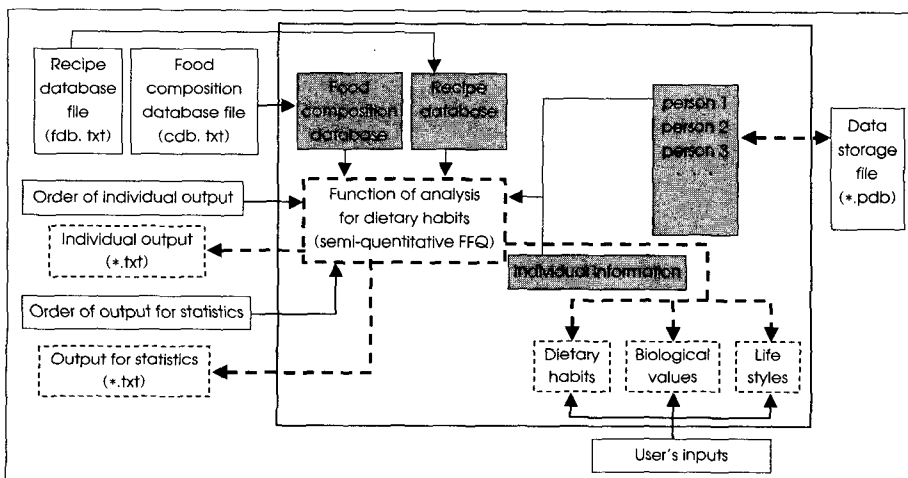 Recipe
database
file
(fdb. txt)
Food
composition
database file
(cdb. txt)
Food
composition
database
Recipe
database
person 1
person 2
person 3
. . .
Data
storage
file
(*.pdb)
Order of individual output
Function of analysis
for dietary habits
(semi-quantitative FFQ)
Individual output
(*.txt)
Individual information
Order of output for statistics
Output for statistics
(*.txt)
Dietary
habits
Biological
values
Life
styles
User's inputs